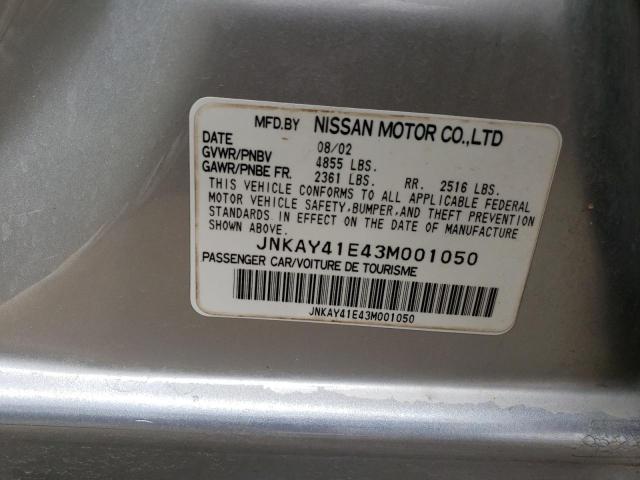 MFD.BY NISSAN MOTOR CO.,LTD
DATE 08/02
GVWR/PNBV 4855 LBS.
GAWR/PNBE FR. 2361 LBS. RR. 2516 LBS.
THIS VEHICLE CONFORMS TO ALL APPLICABLE FEDERAL
MOTOR VEHICLE SAFETY, BUMPER, AND THEFT PREVENTION
STANDARDS IN EFFECT ON THE DATE OF MANUFACTURE
SHOWN ABOVE.
JNKAY41E43M001050
PASSENGER CAR/VOITURE DE TOURISME
JNKAY41E43M001050